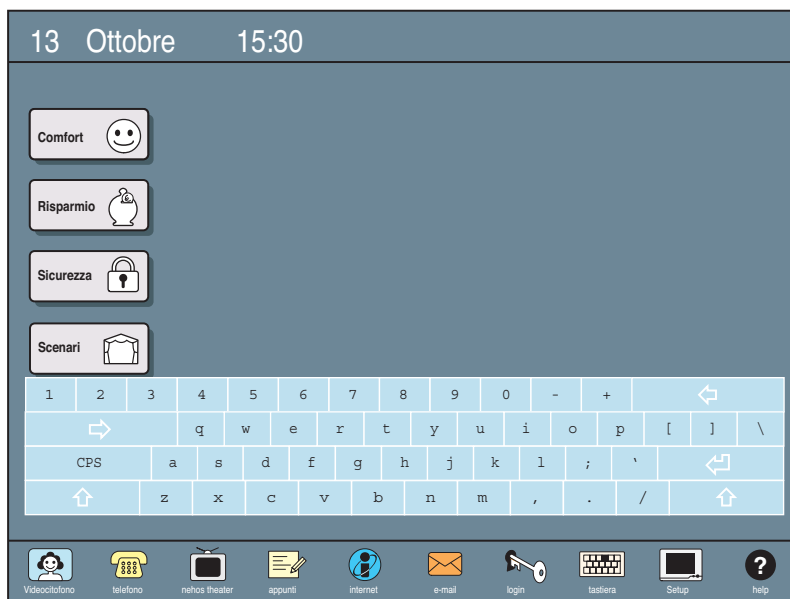 13 Ottobre 15:30
Comfort
Risparmio
Sicurezza
Scenari
1 2 3 4 5 6 7 8 9 0 - +
q w e r t y u i o p [ ] \
CPS a s d f g h j k l ; ‘
z x c v b n m , . /
Videocitofono telefono nehos theater appunti internet e-mail login tastiera Setup help